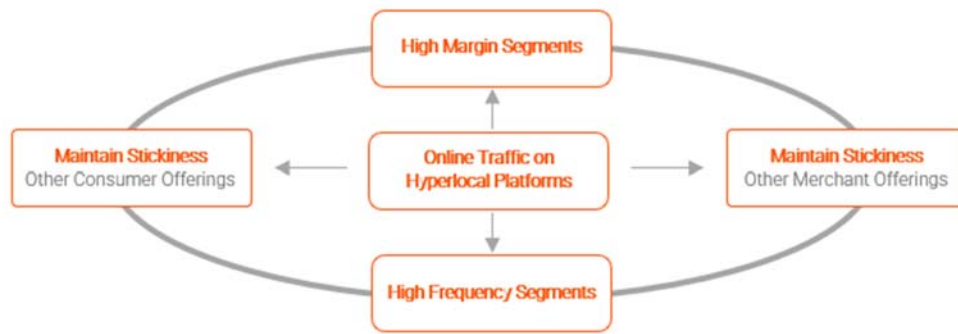 High Margin Segments
Maintain Stickiness
Other Consumer Offerings
Online Traffic on
Hyperlocal Platforms
Maintain Stickiness
Other Merchant Offerings
High Frequency Segments